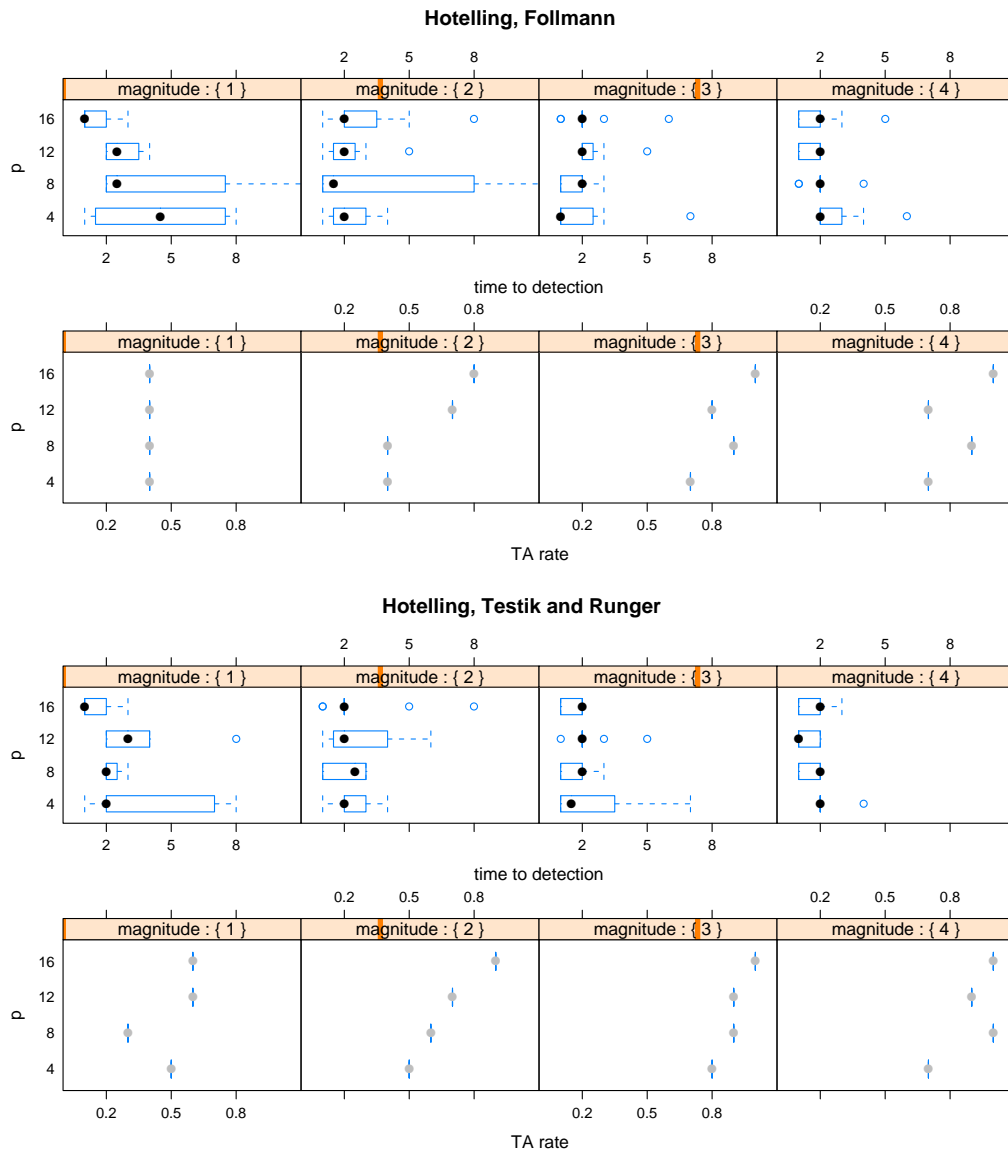 Hotelling, Follmann
2 5 8 2 5 8
magnitude : { 1 } magnitude : { 2 } magnitude : { 3 } magnitude : { 4 }
16
12
8
4
p
2 5 8 2 5 8
time to detection
0.2 0.5 0.8 0.2 0.5 0.8
magnitude : { 1 } magnitude : { 2 } magnitude : { 3 } magnitude : { 4 }
16
12
8
4
p
0.2 0.5 0.8 0.2 0.5 0.8
TA rate
Hotelling, Testik and Runger
2 5 8 2 5 8
magnitude : { 1 } magnitude : { 2 } magnitude : { 3 } magnitude : { 4 }
16
12
8
4
p
2 5 8 2 5 8
time to detection
0.2 0.5 0.8 0.2 0.5 0.8
magnitude : { 1 } magnitude : { 2 } magnitude : { 3 } magnitude : { 4 }
16
12
8
4
p
0.2 0.5 0.8 0.2 0.5 0.8
TA rate